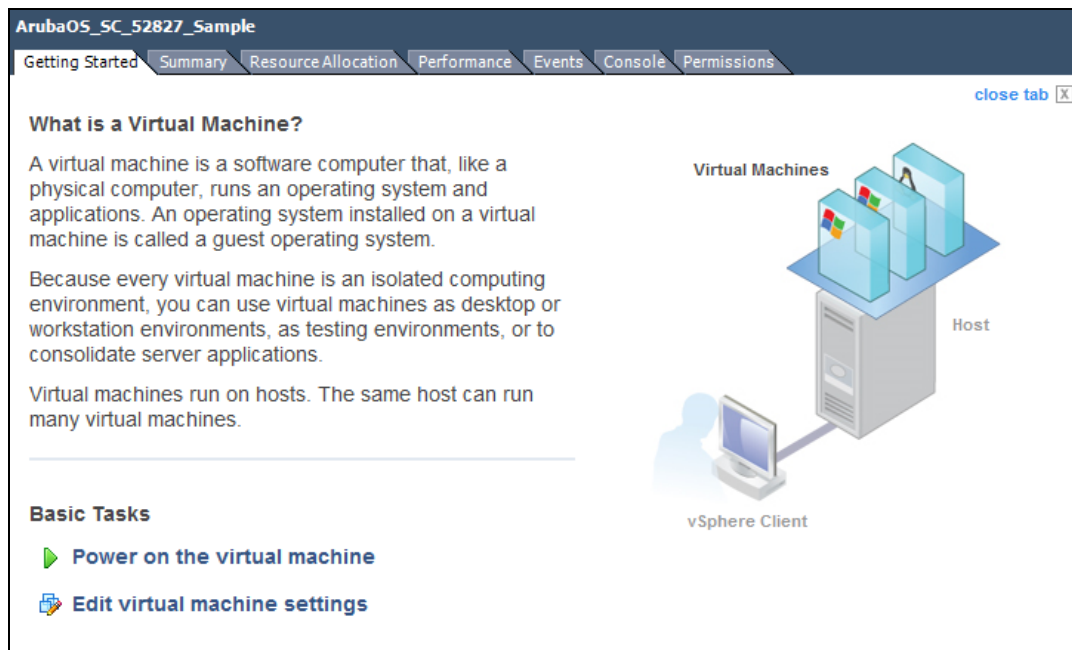 ArubaOS_SC_52827_Sample
Getting Started Summary Resource Allocation Performance Events Console Permissions
close tab X
What is a Virtual Machine?
A virtual machine is a software computer that, like a
physical computer, runs an operating system and
applications. An operating system installed on a virtual
machine is called a guest operating system.
Because every virtual machine is an isolated computing
environment, you can use virtual machines as desktop or
workstation environments, as testing environments, or to
consolidate server applications.
Virtual machines run on hosts. The same host can run
many virtual machines.
Basic Tasks
Power on the virtual machine
Edit virtual machine settings
Virtual Machines
Host
vSphere Client